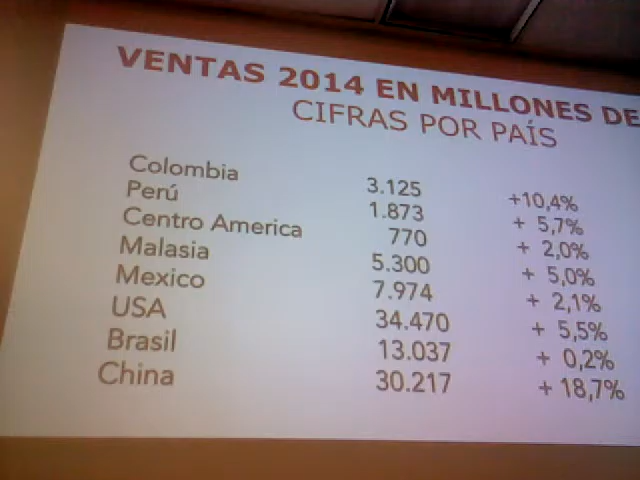 VENTAS 2014 EN MILLONES DE
CIFRAS POR PAÍS
Colombia 3.125 +10,4%
Perú 1.873 + 5,7%
Centro America 770 + 2,0%
Malasia 5.300 + 5,0%
Mexico 7.974 + 2,1%
USA 34.470 + 5,5%
Brasil 13.037 + 0,2%
China 30.217 + 18,7%